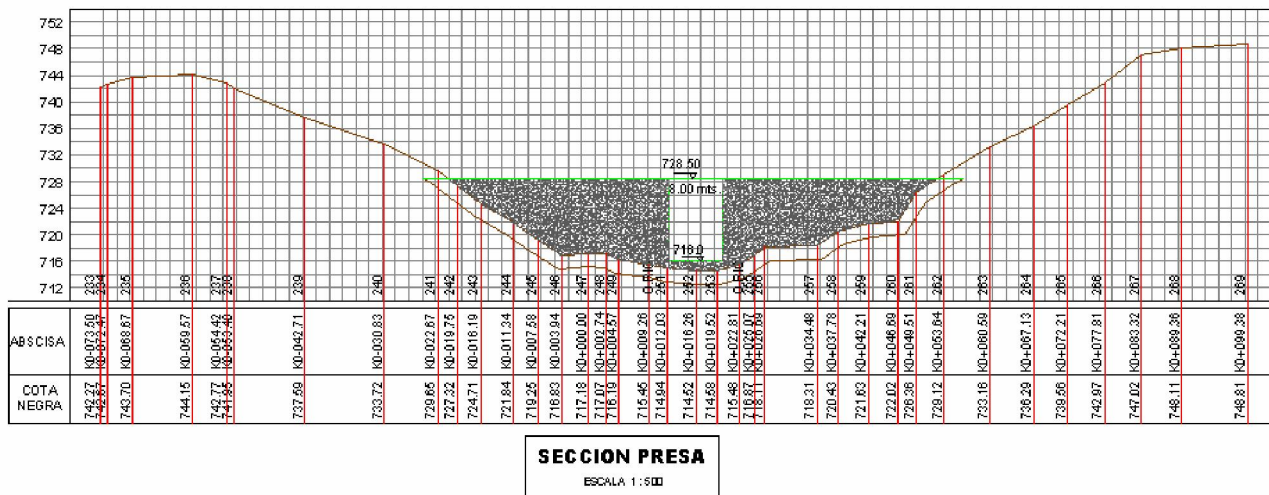 752
748
744
740
736
732
728
724
720
716
712
728.50
8.00 mts.
716.0
233 234 235 236 237 238 239 240 241 242 243 244 245 246 247 248 249 251 252 253 255 256 257 258 259 260 261 262 263 264 265 266 267 268 269
ABSCISA
K0-073.50 K0-072.47 K0-068.67 K0-059.57 K0-054.42 K0-053.40 K0-042.71 K0-030.83 K0-022.67 K0-019.75 K0-016.19 K0-011.34 K0-007.58 K0-003.94 K0+000.00 K0+002.74 K0+004.57 K0+009.26 K0+012.03 K0+016.26 K0+019.52 K0+022.81 K0+025.07 K0+026.69 K0+034.48 K0+037.78 K0+042.21 K0+046.69 K0+049.51 K0+053.64 K0+060.59 K0+067.13 K0+072.21 K0+077.81 K0+083.32 K0+089.36 K0+099.38
COTA
NEGRA
742.27 742.67 743.70 744.15 742.77 741.95 737.59 733.72 729.65 727.32 724.71 721.84 719.25 716.83 717.18 717.07 716.19 715.45 714.94 714.52 714.58 715.48 716.87 718.11 718.31 720.43 721.63 722.02 726.36 729.12 733.16 736.29 739.56 742.97 747.02 748.11 748.81
SECCION PRESA
ESCALA 1:500